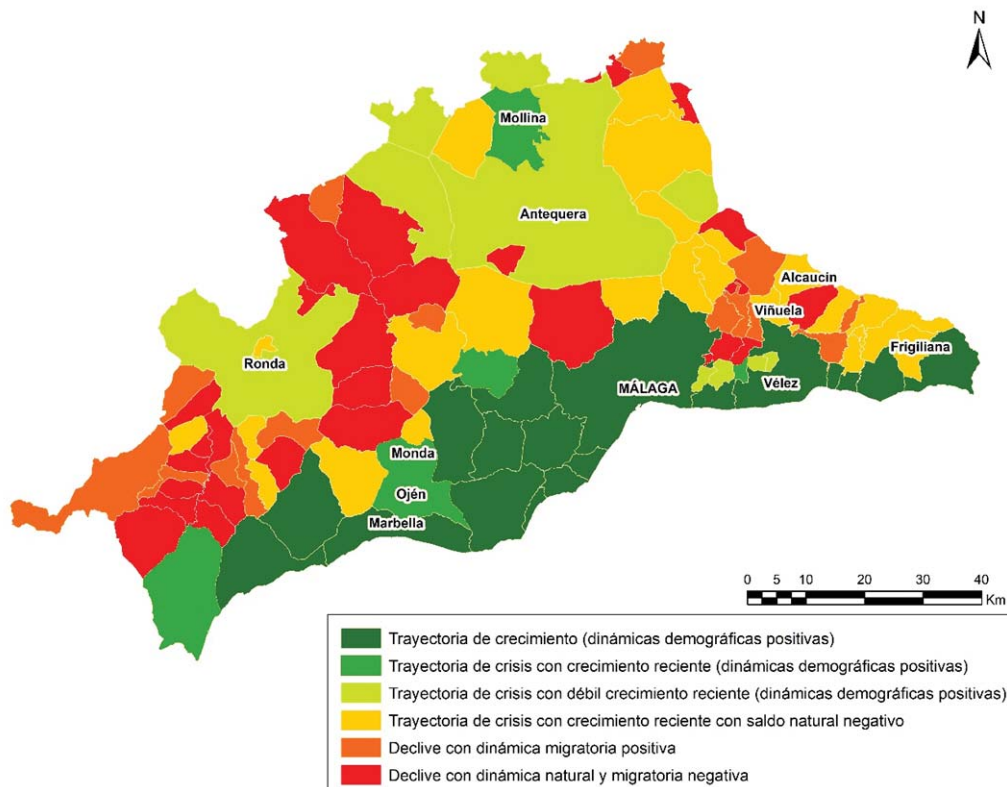 N
Mollina
Antequera
Alcaucin
Viñuela
Frigiliana
Ronda
MÁLAGA
Vélez
Monda
Ojén
Marbella
0 10 20 30 40
Km
Trayectoria de crecimiento (dinámicas demográficas positivas)
Trayectoria de crisis con crecimiento reciente (dinámicas demográficas positivas)
Trayectoria de crisis con débil crecimiento reciente (dinámicas demográficas positivas)
Trayectoria de crisis con crecimiento reciente con saldo natural negativo
Declive con dinámica migratoria positiva
Declive con dinámica natural y migratoria negativa